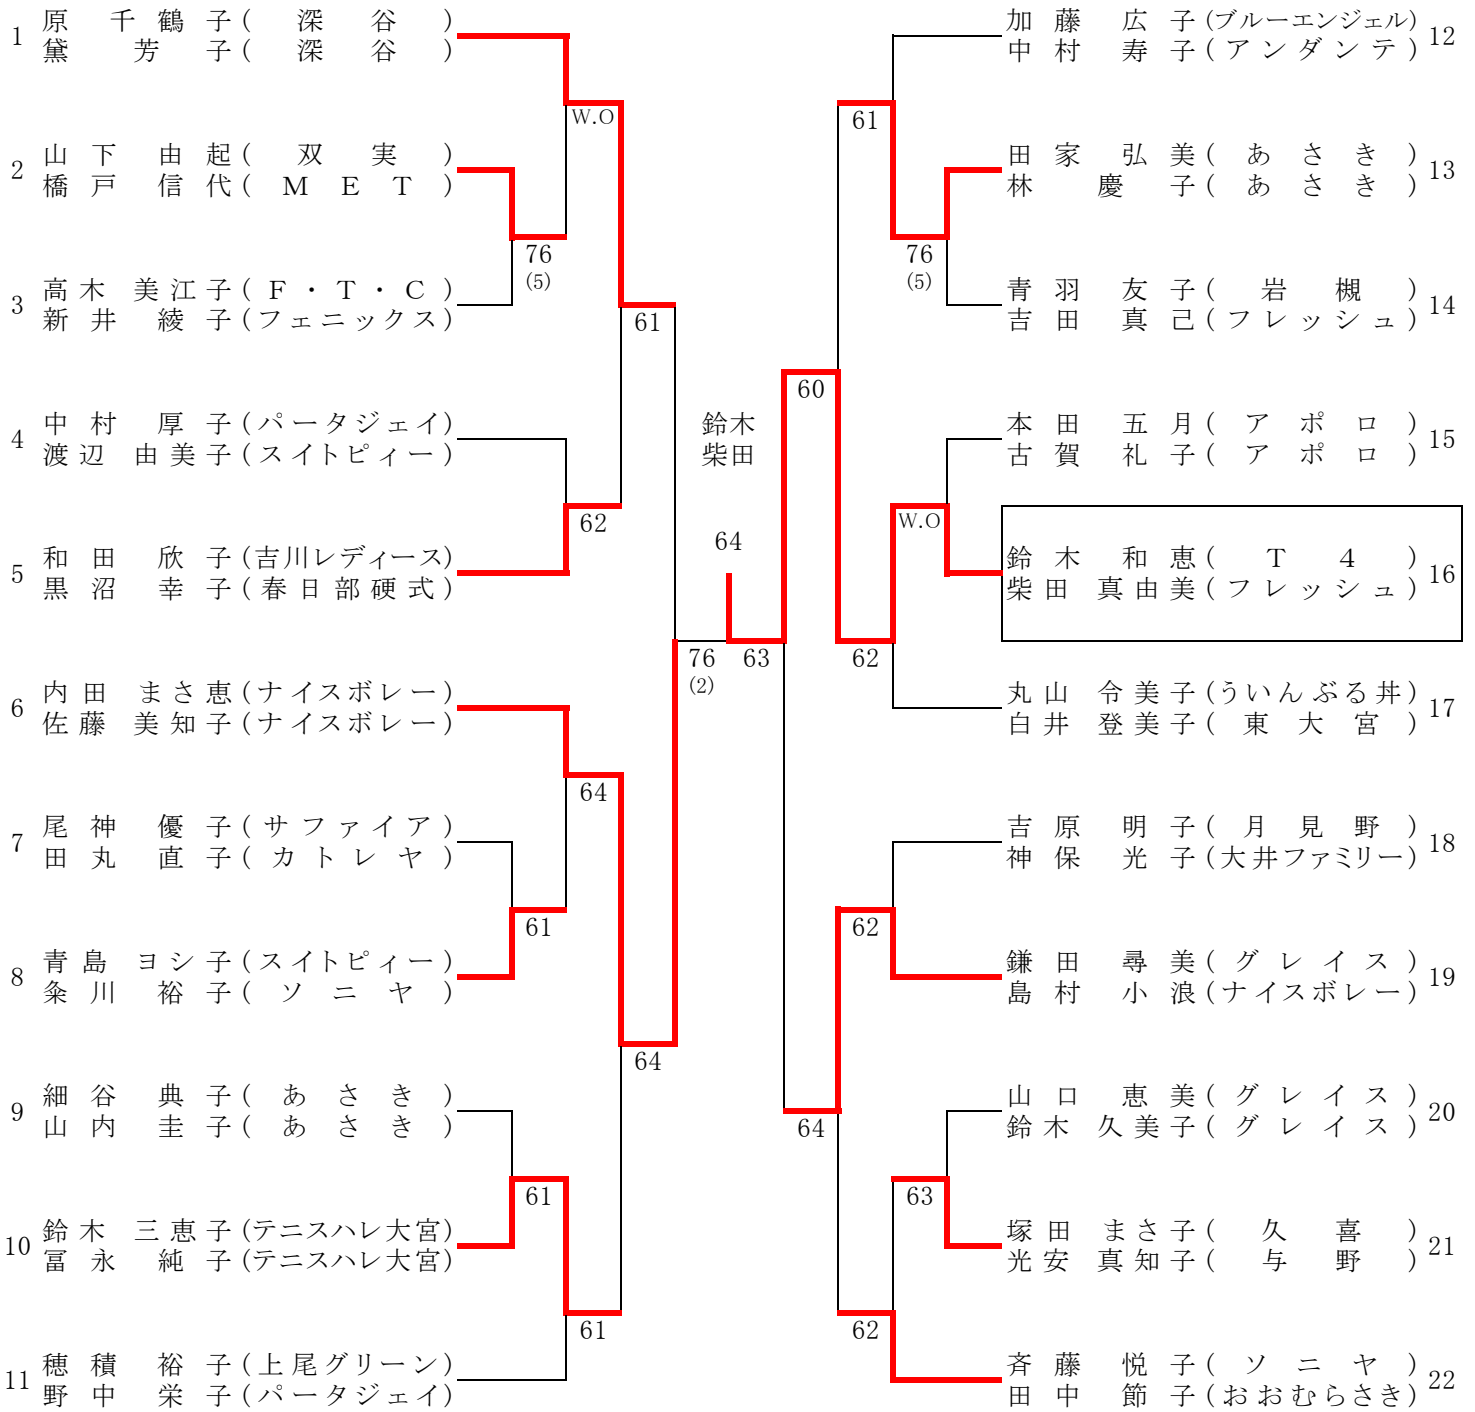 1 原 千鶴子(深谷)
黛 芳子(深谷)
W.O
2 山下 由起(双実)
橋戸 信代(MET)
76
(5)
3 高木 美江子(F・T・C)
新井 綾子(フェニックス)
61
4 中村 厚子(パータジェイ)
渡辺 由美子(スイトピィー)
62
5 和田 欣子(吉川レディース)
黒沼 幸子(春日部硬式)
76
(2)
6 内田 まさ恵(ナイスボレー)
佐藤 美知子(ナイスボレー)
64
7 尾神 優子(サファイア)
田丸 直子(カトレヤ)
61
8 青島 ヨシ子(スイトピィー)
粂川 裕子(ソニヤ)
64
9 細谷 典子(あさき)
山内 圭子(あさき)
61
10 鈴木 三恵子(テニスハレ大宮)
冨永 純子(テニスハレ大宮)
61
11 穂積 裕子(上尾グリーン)
野中 栄子(パータジェイ)
鈴木
柴田
64
63
加藤 広子(ブルーエンジェル) 12
中村 寿子(アンダンテ)
61
田家 弘美(あさき) 13
林 慶子(あさき)
76
(5)
青羽 友子(岩槻) 14
吉田 真己(フレッシュ)
60
本田 五月(アポロ) 15
古賀 礼子(アポロ)
W.O
鈴木 和恵(T4) 16
柴田 真由美(フレッシュ)
62
丸山 令美子(ういんぶる井) 17
白井 登美子(東大宮)
吉原 明子(月見野) 18
神保 光子(大井ファミリー)
62
鎌田 尋美(グレイス) 19
島村 小浪(ナイスボレー)
64
山口 恵美(グレイス) 20
鈴木 久美子(グレイス)
63
塚田 まさ子(久喜) 21
光安 真知子(与野)
62
斉藤 悦子(ソニヤ) 22
田中 節子(おおむらさき)